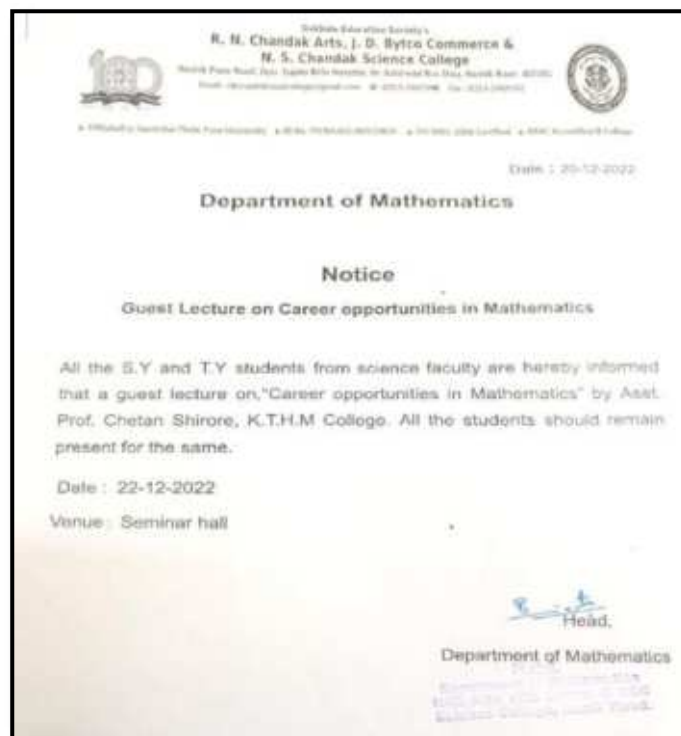 Gokhale Education Society's
R. N. Chandak Arts, J. D. Bytco Commerce &
N. S. Chandak Science College
Date : 20-12-2022
Department of Mathematics
Notice
Guest Lecture on Career opportunities in Mathematics
All the S.Y and T.Y students from science faculty are hereby informed
that a guest lecture on,"Career opportunities in Mathematics" by Asst.
Prof. Chetan Shirore, K.T.H.M College. All the students should remain
present for the same.
Date : 22-12-2022
Venue : Seminar hall
Head,
Department of Mathematics